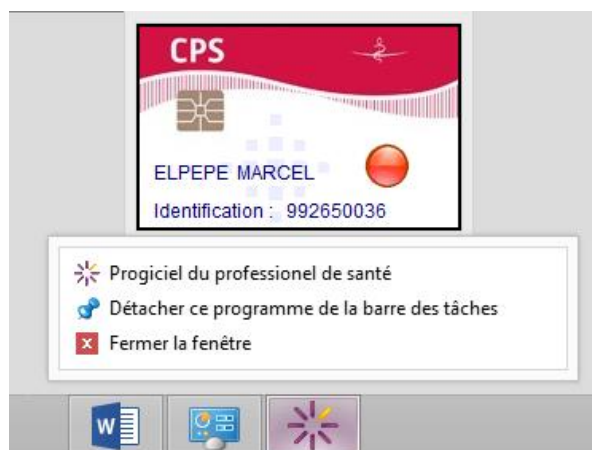 CPS
ELPEPE MARCEL
Identification : 992650036
Progiciel du professionel de santé
Détacher ce programme de la barre des tâches
Fermer la fenêtre
W